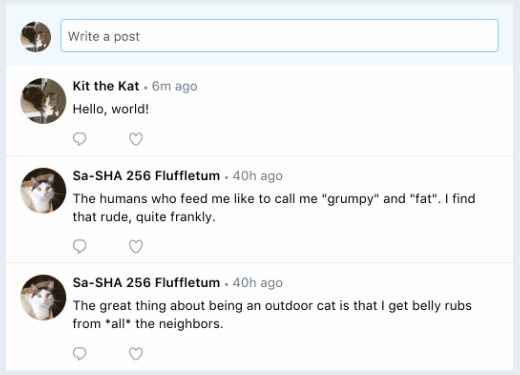 Write a post
Kit the Kat • 6m ago
Hello, world!
Sa-SHA 256 Fluffletum • 40h ago
The humans who feed me like to call me "grumpy" and "fat". I find
that rude, quite frankly.
Sa-SHA 256 Fluffletum • 40h ago
The great thing about being an outdoor cat is that I get belly rubs
from *all* the neighbors.